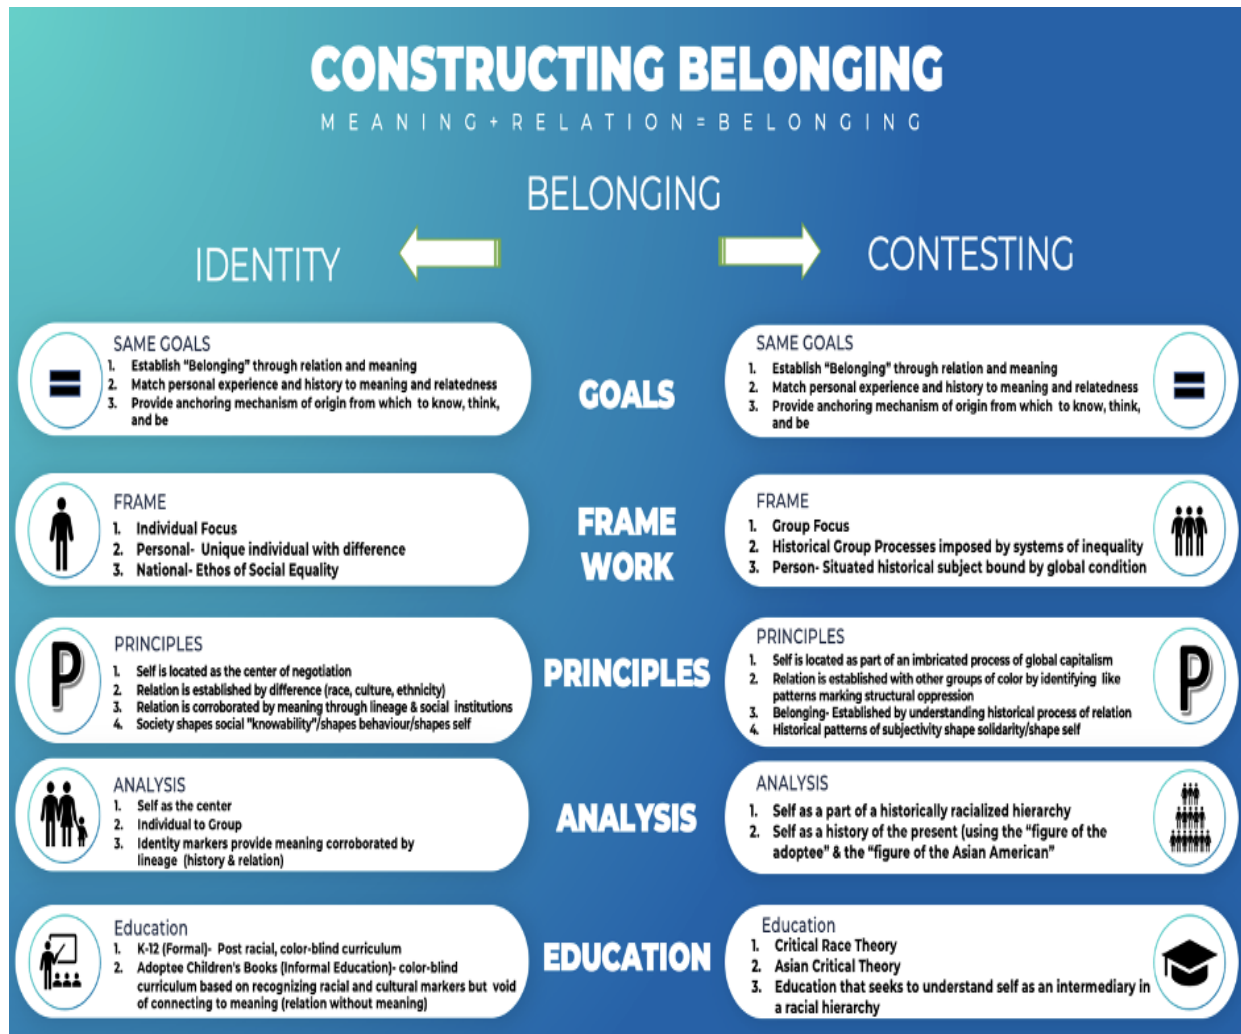 CONSTRUCTING BELONGING
MEANING+RELATION=BELONGING
BELONGING
IDENTITY
CONTESTING
SAME GOALS
1. Establish “Belonging” through relation and meaning
2. Match personal experience and history to meaning and relatedness
3. Provide anchoring mechanism of origin from which to know, think,
and be
GOALS
SAME GOALS
1. Establish “Belonging” through relation and meaning
2. Match personal experience and history to meaning and relatedness
3. Provide anchoring mechanism of origin from which to know, think,
and be
FRAME
1. Individual Focus
2. Personal- Unique individual with difference
3. National- Ethos of Social Equality
FRAME
WORK
FRAME
1. Group Focus
2. Historical Group Processes imposed by systems of inequality
3. Person- Situated historical subject bound by global condition
P
PRINCIPLES
1. Self is located as the center of negotiation
2. Relation is established by difference (race, culture, ethnicity)
3. Relation is corroborated by meaning through lineage & social institutions
4. Society shapes social "knowability"/shapes behaviour/shapes self
PRINCIPLES
PRINCIPLES
1. Self is located as part of an imbricated process of global capitalism
2. Relation is established with other groups of color by identifying like
patterns marking structural oppression
3. Belonging- Established by understanding historical process of relation
4. Historical patterns of subjectivity shape solidarity/shape self
P
ANALYSIS
1. Self as the center
2. Individual to Group
3. Identity markers provide meaning corroborated by
lineage (history & relation)
ANALYSIS
ANALYSIS
1. Self as a part of a historically racialized hierarchy
2. Self as a history of the present (using the “figure of the
adoptee” & the “figure of the Asian American”
Education
1. K-12 (Formal)- Post racial, color-blind curriculum
2. Adoptee Children's Books (Informal Education)- color-blind
curriculum based on recognizing racial and cultural markers but void
of connecting to meaning (relation without meaning)
EDUCATION
Education
1. Critical Race Theory
2. Asian Critical Theory
3. Education that seeks to understand self as an intermediary in
a racial hierarchy